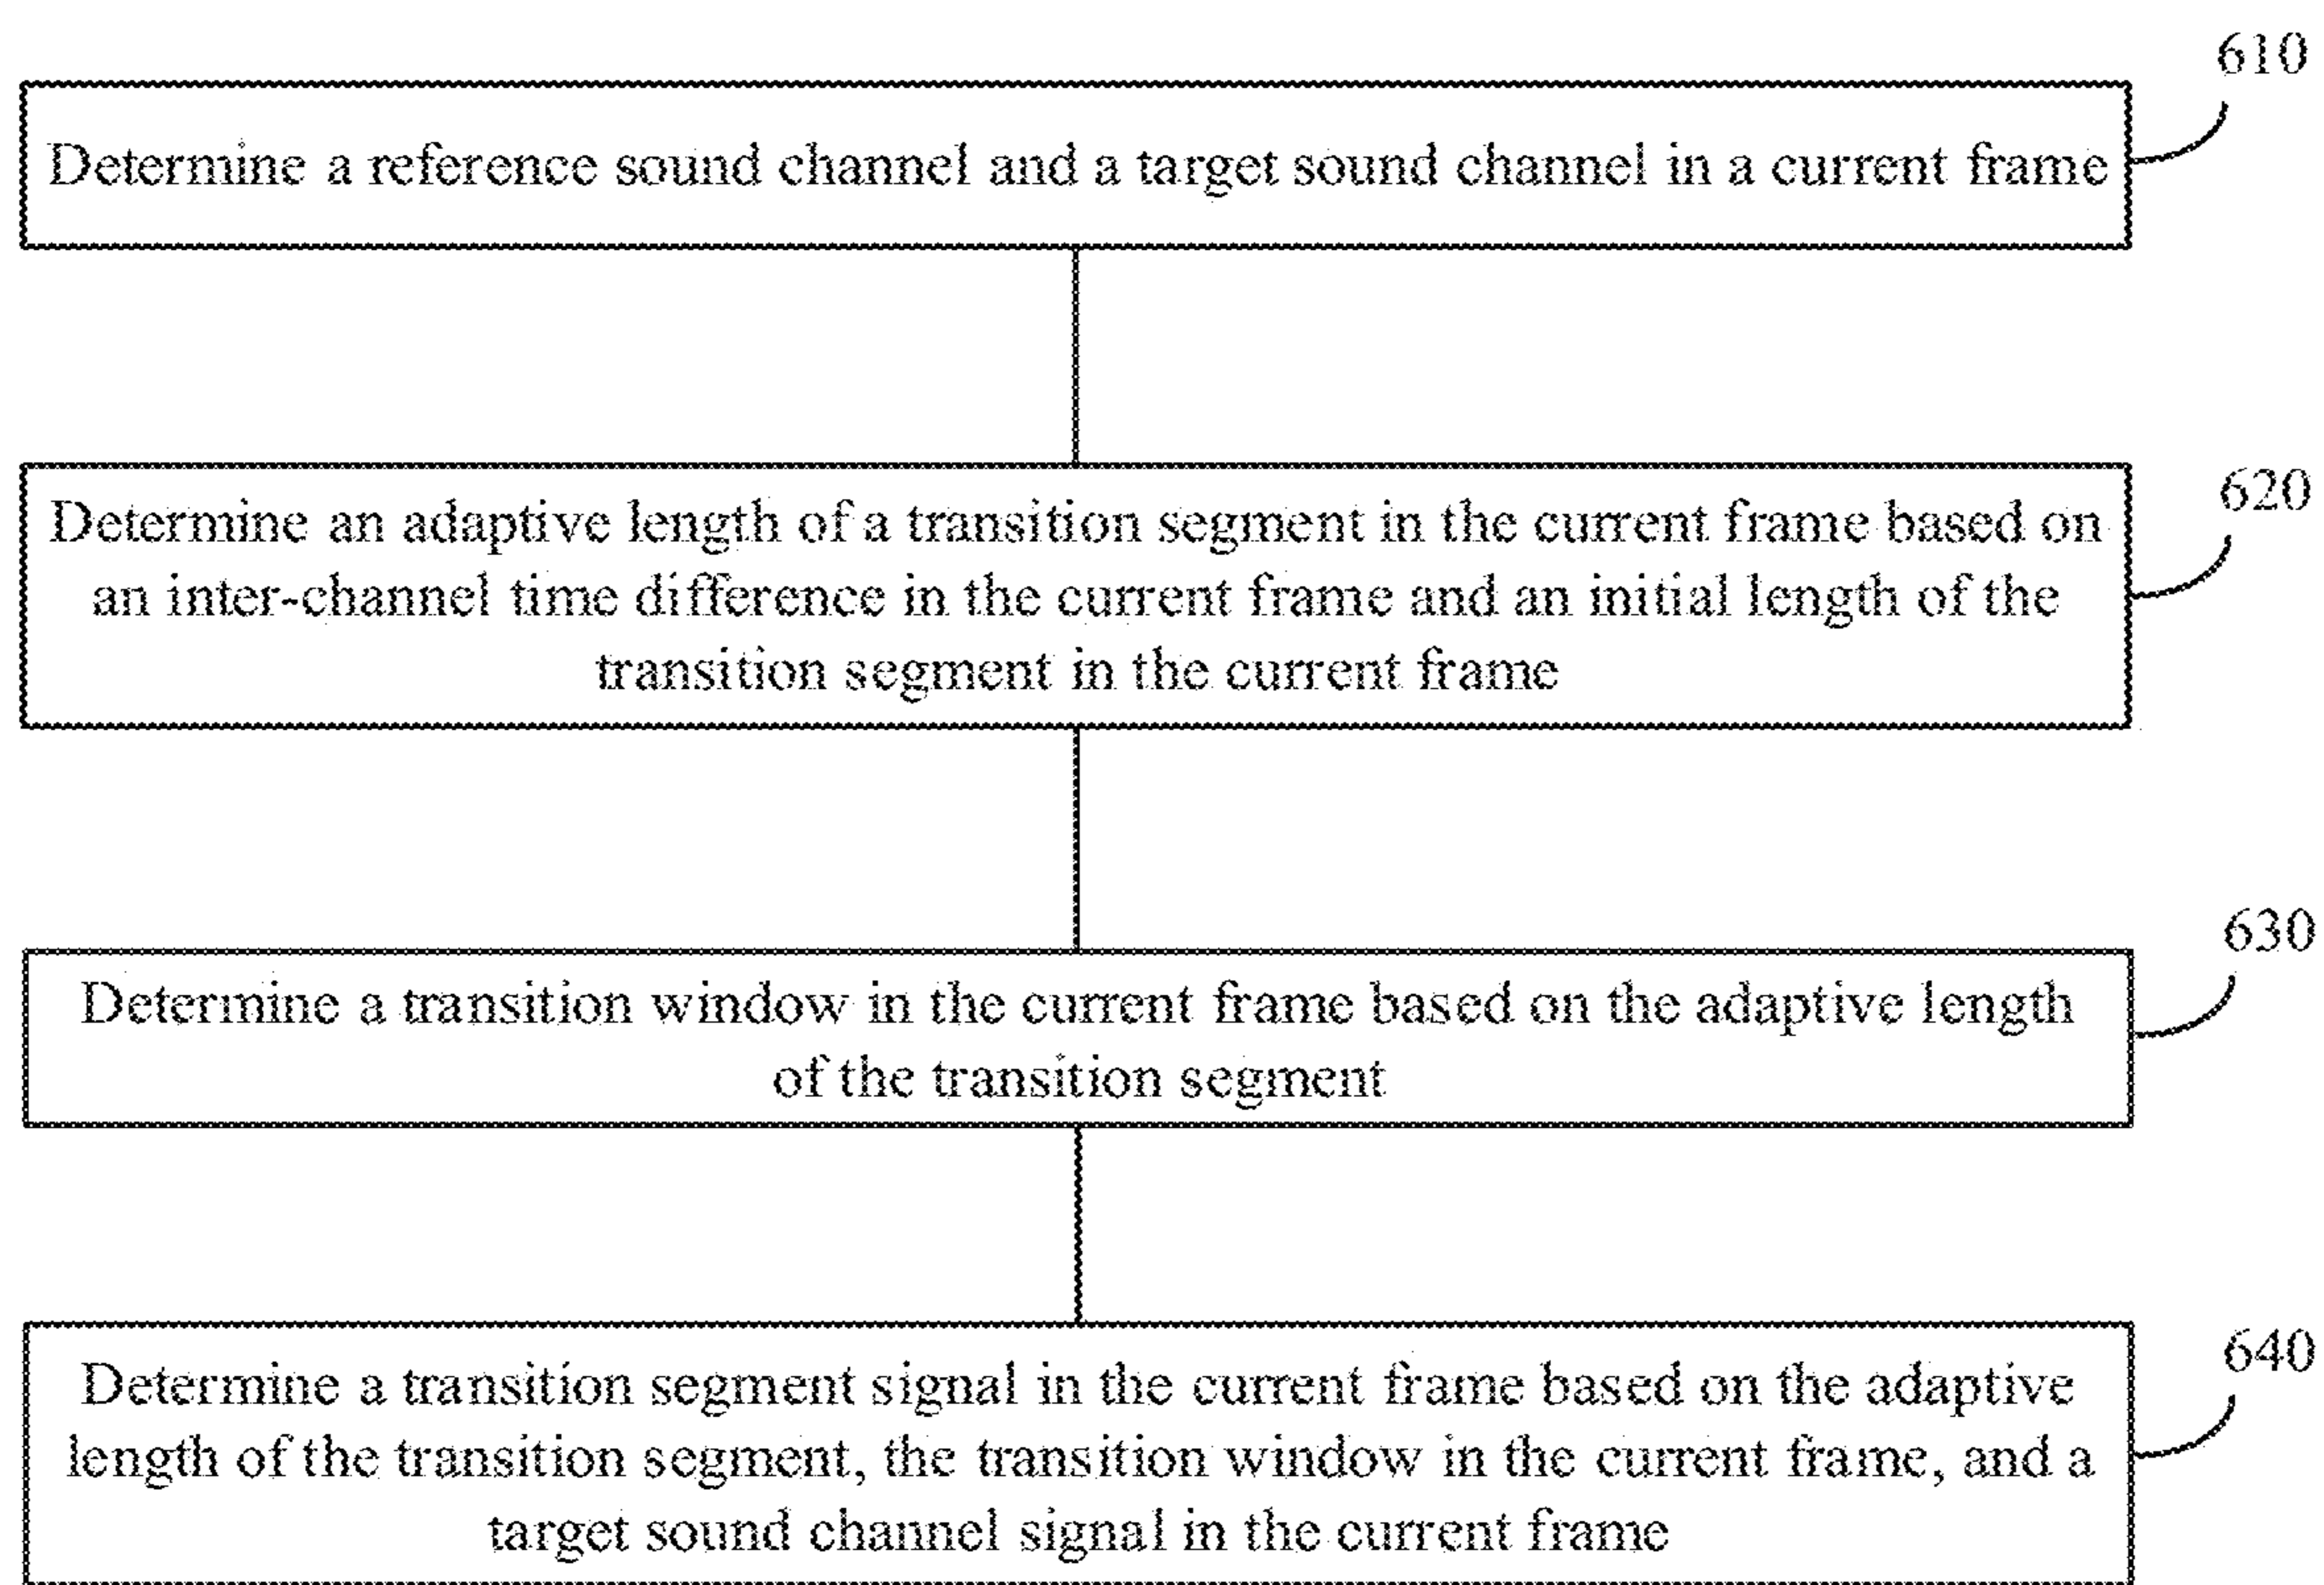 610
Determine a reference sound channel and a target sound channel in a current frame
620
Determine an adaptive length of a transition segment in the current frame based on
an inter-channel time difference in the current frame and an initial length of the
transition segment in the current frame
630
Determine a transition window in the current frame based on the adaptive length
of the transition segment
640
Determine a transition segment signal in the current frame based on the adaptive
length of the transition segment, the transition window in the current frame, and a
target sound channel signal in the current frame